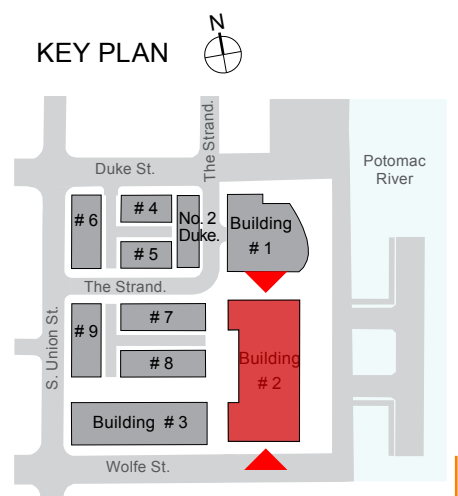 N
KEY PLAN
Duke St.
The Strand.
Potomac
River
# 6
# 4
# 5
No. 2
Duke.
Building
# 1
The Strand.
S. Union St.
# 9
# 7
# 8
Building
# 2
Building # 3
Wolfe St.